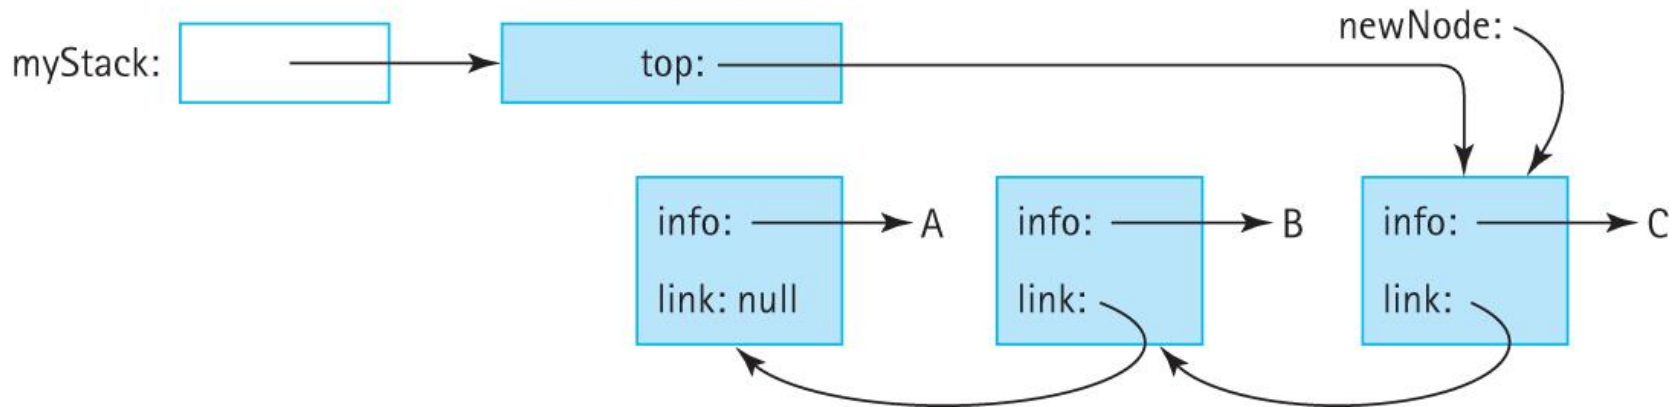 newNode:
myStack:
top:
info:
A
info:
B
info:
C
link: null
link:
link: